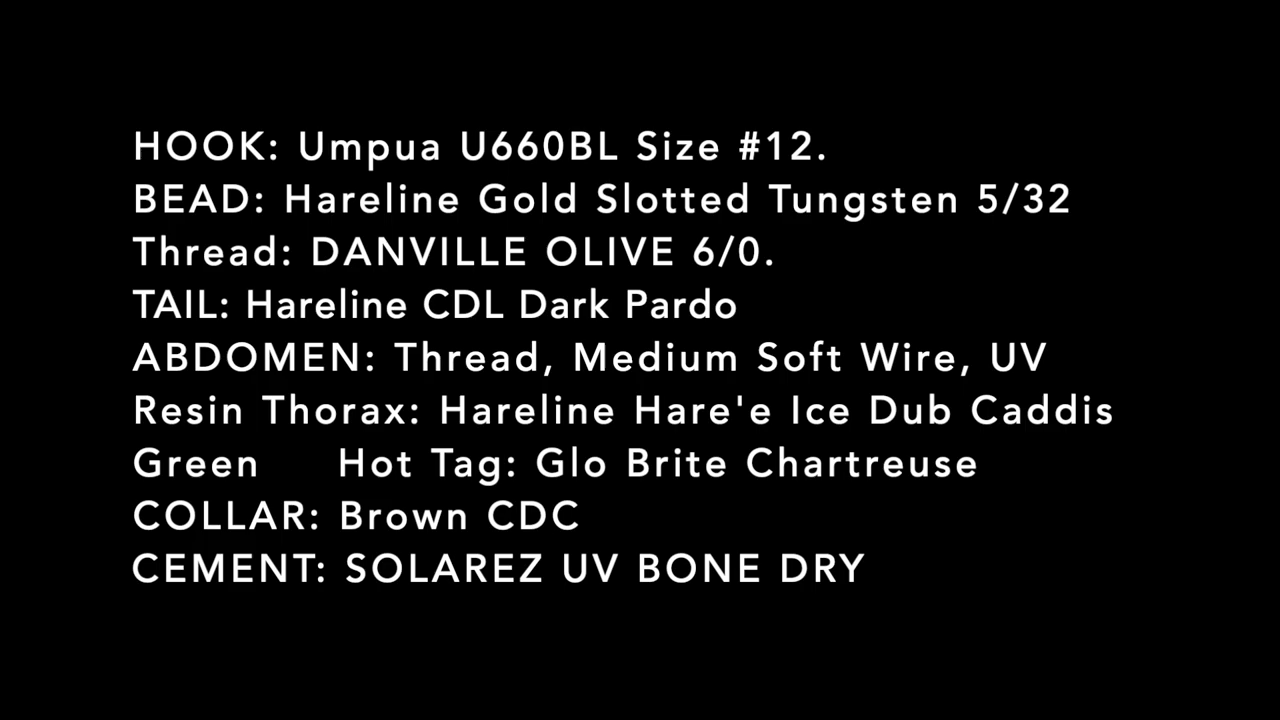 HOOK: Umpua U660BL Size #12.
BEAD: Hareline Gold Slotted Tungsten 5/32
Thread: DANVILLE OLIVE 6/0.
TAIL: Hareline CDL Dark Pardo
ABDOMEN: Thread, Medium Soft Wire, UV
Resin Thorax: Hareline Hare'e Ice Dub Caddis
Green Hot Tag: Glo Brite Chartreuse
COLLAR: Brown CDC
CEMENT: SOLAREZ UV BONE DRY